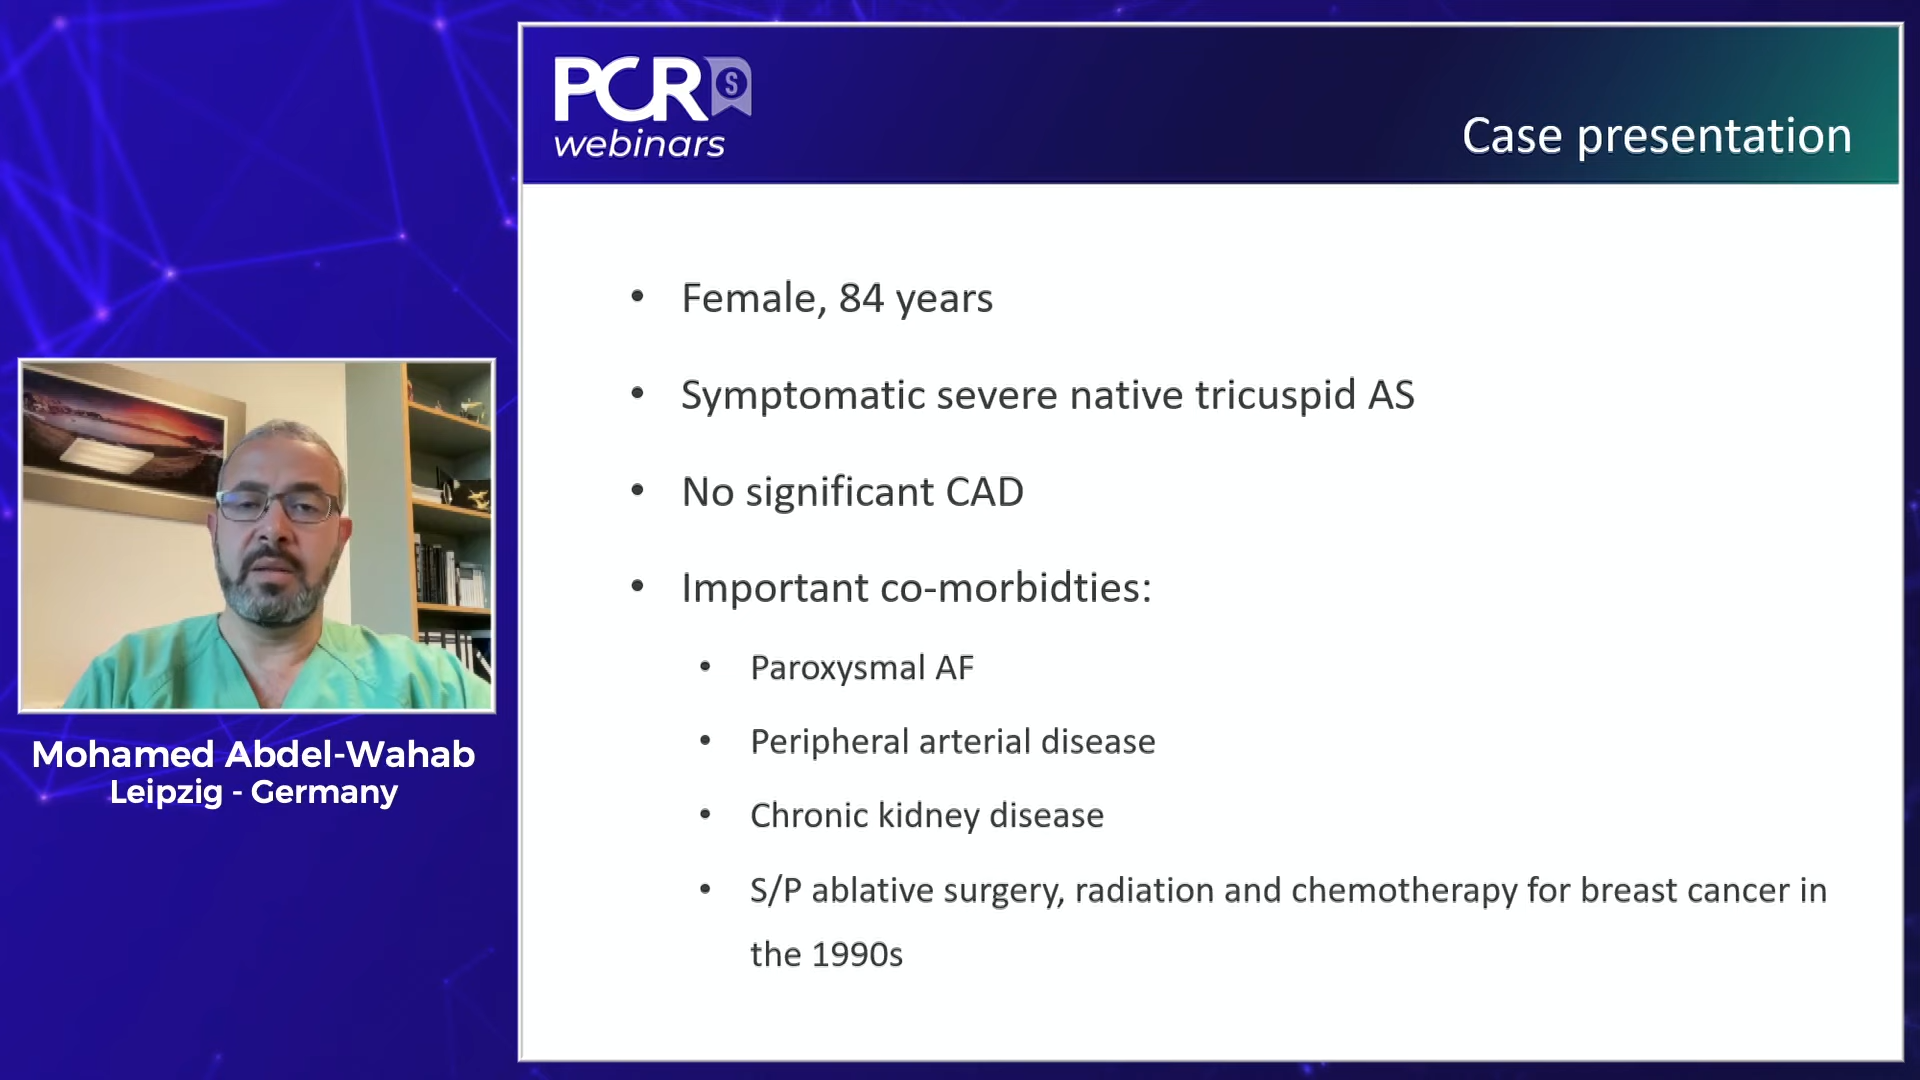 PCR S
webinars
Case presentation
• Female, 84 years
• Symptomatic severe native tricuspid AS
• No significant CAD
• Important co-morbidties:
• Paroxysmal AF
• Peripheral arterial disease
• Chronic kidney disease
• S/P ablative surgery, radiation and chemotherapy for breast cancer in
the 1990s
Mohamed Abdel-Wahab
Leipzig - Germany